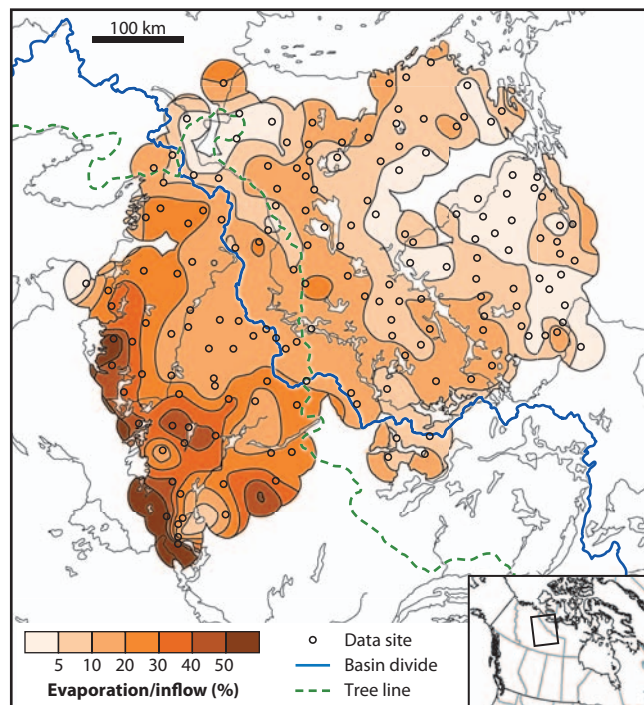 100 km
5 10 20 30 40 50
Evaporation/inflow (%)
Data site
Basin divide
Tree line